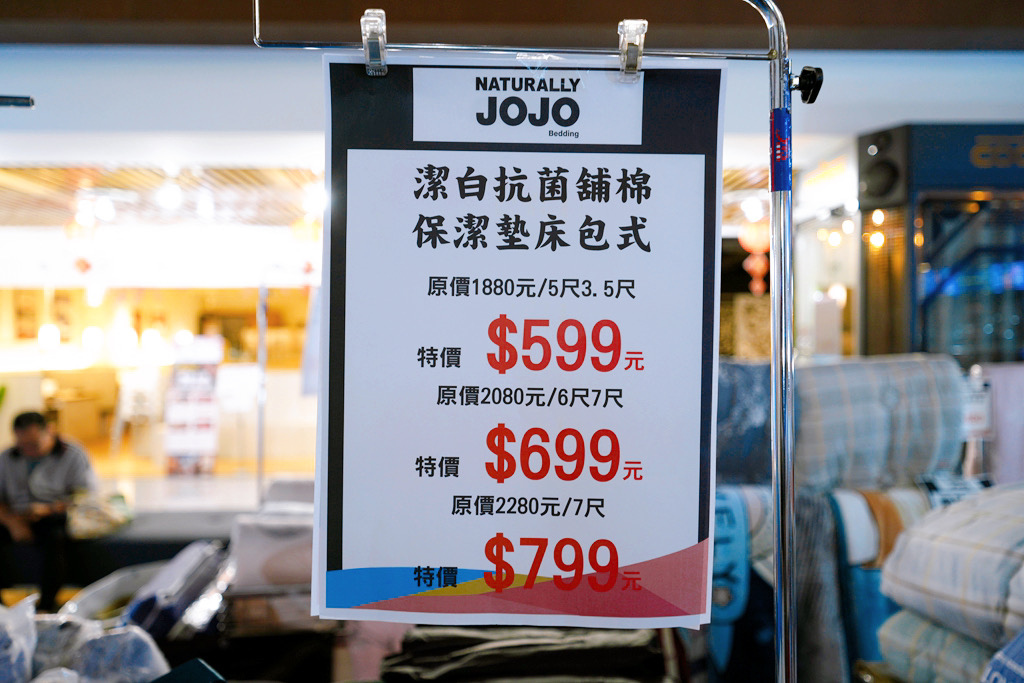 NATURALLY
JOJO
Bedding
潔白抗菌舖棉
保潔墊床包式
原價1880元/5尺3.5尺
特價 $599元
原價2080元/6尺7尺
特價 $699元
原價2280元/7尺
特價 $799元